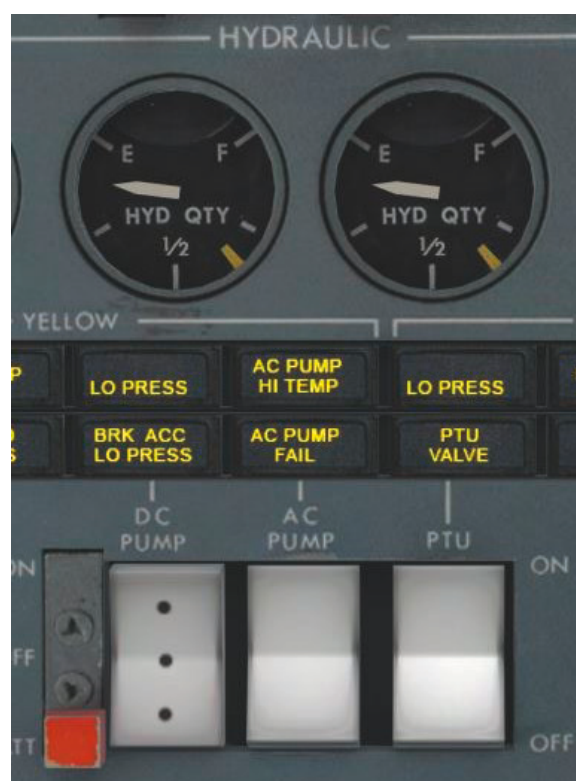 HYDRAULIC
E F
HYD QTY
1/2
E F
HYD QTY
1/2
YELLOW
P
LO PRESS
AC PUMP
HI TEMP
LO PRESS
BRK ACC
LO PRESS
AC PUMP
FAIL
PTU
VALVE
DC
PUMP
AC
PUMP
PTU
ON
OFF